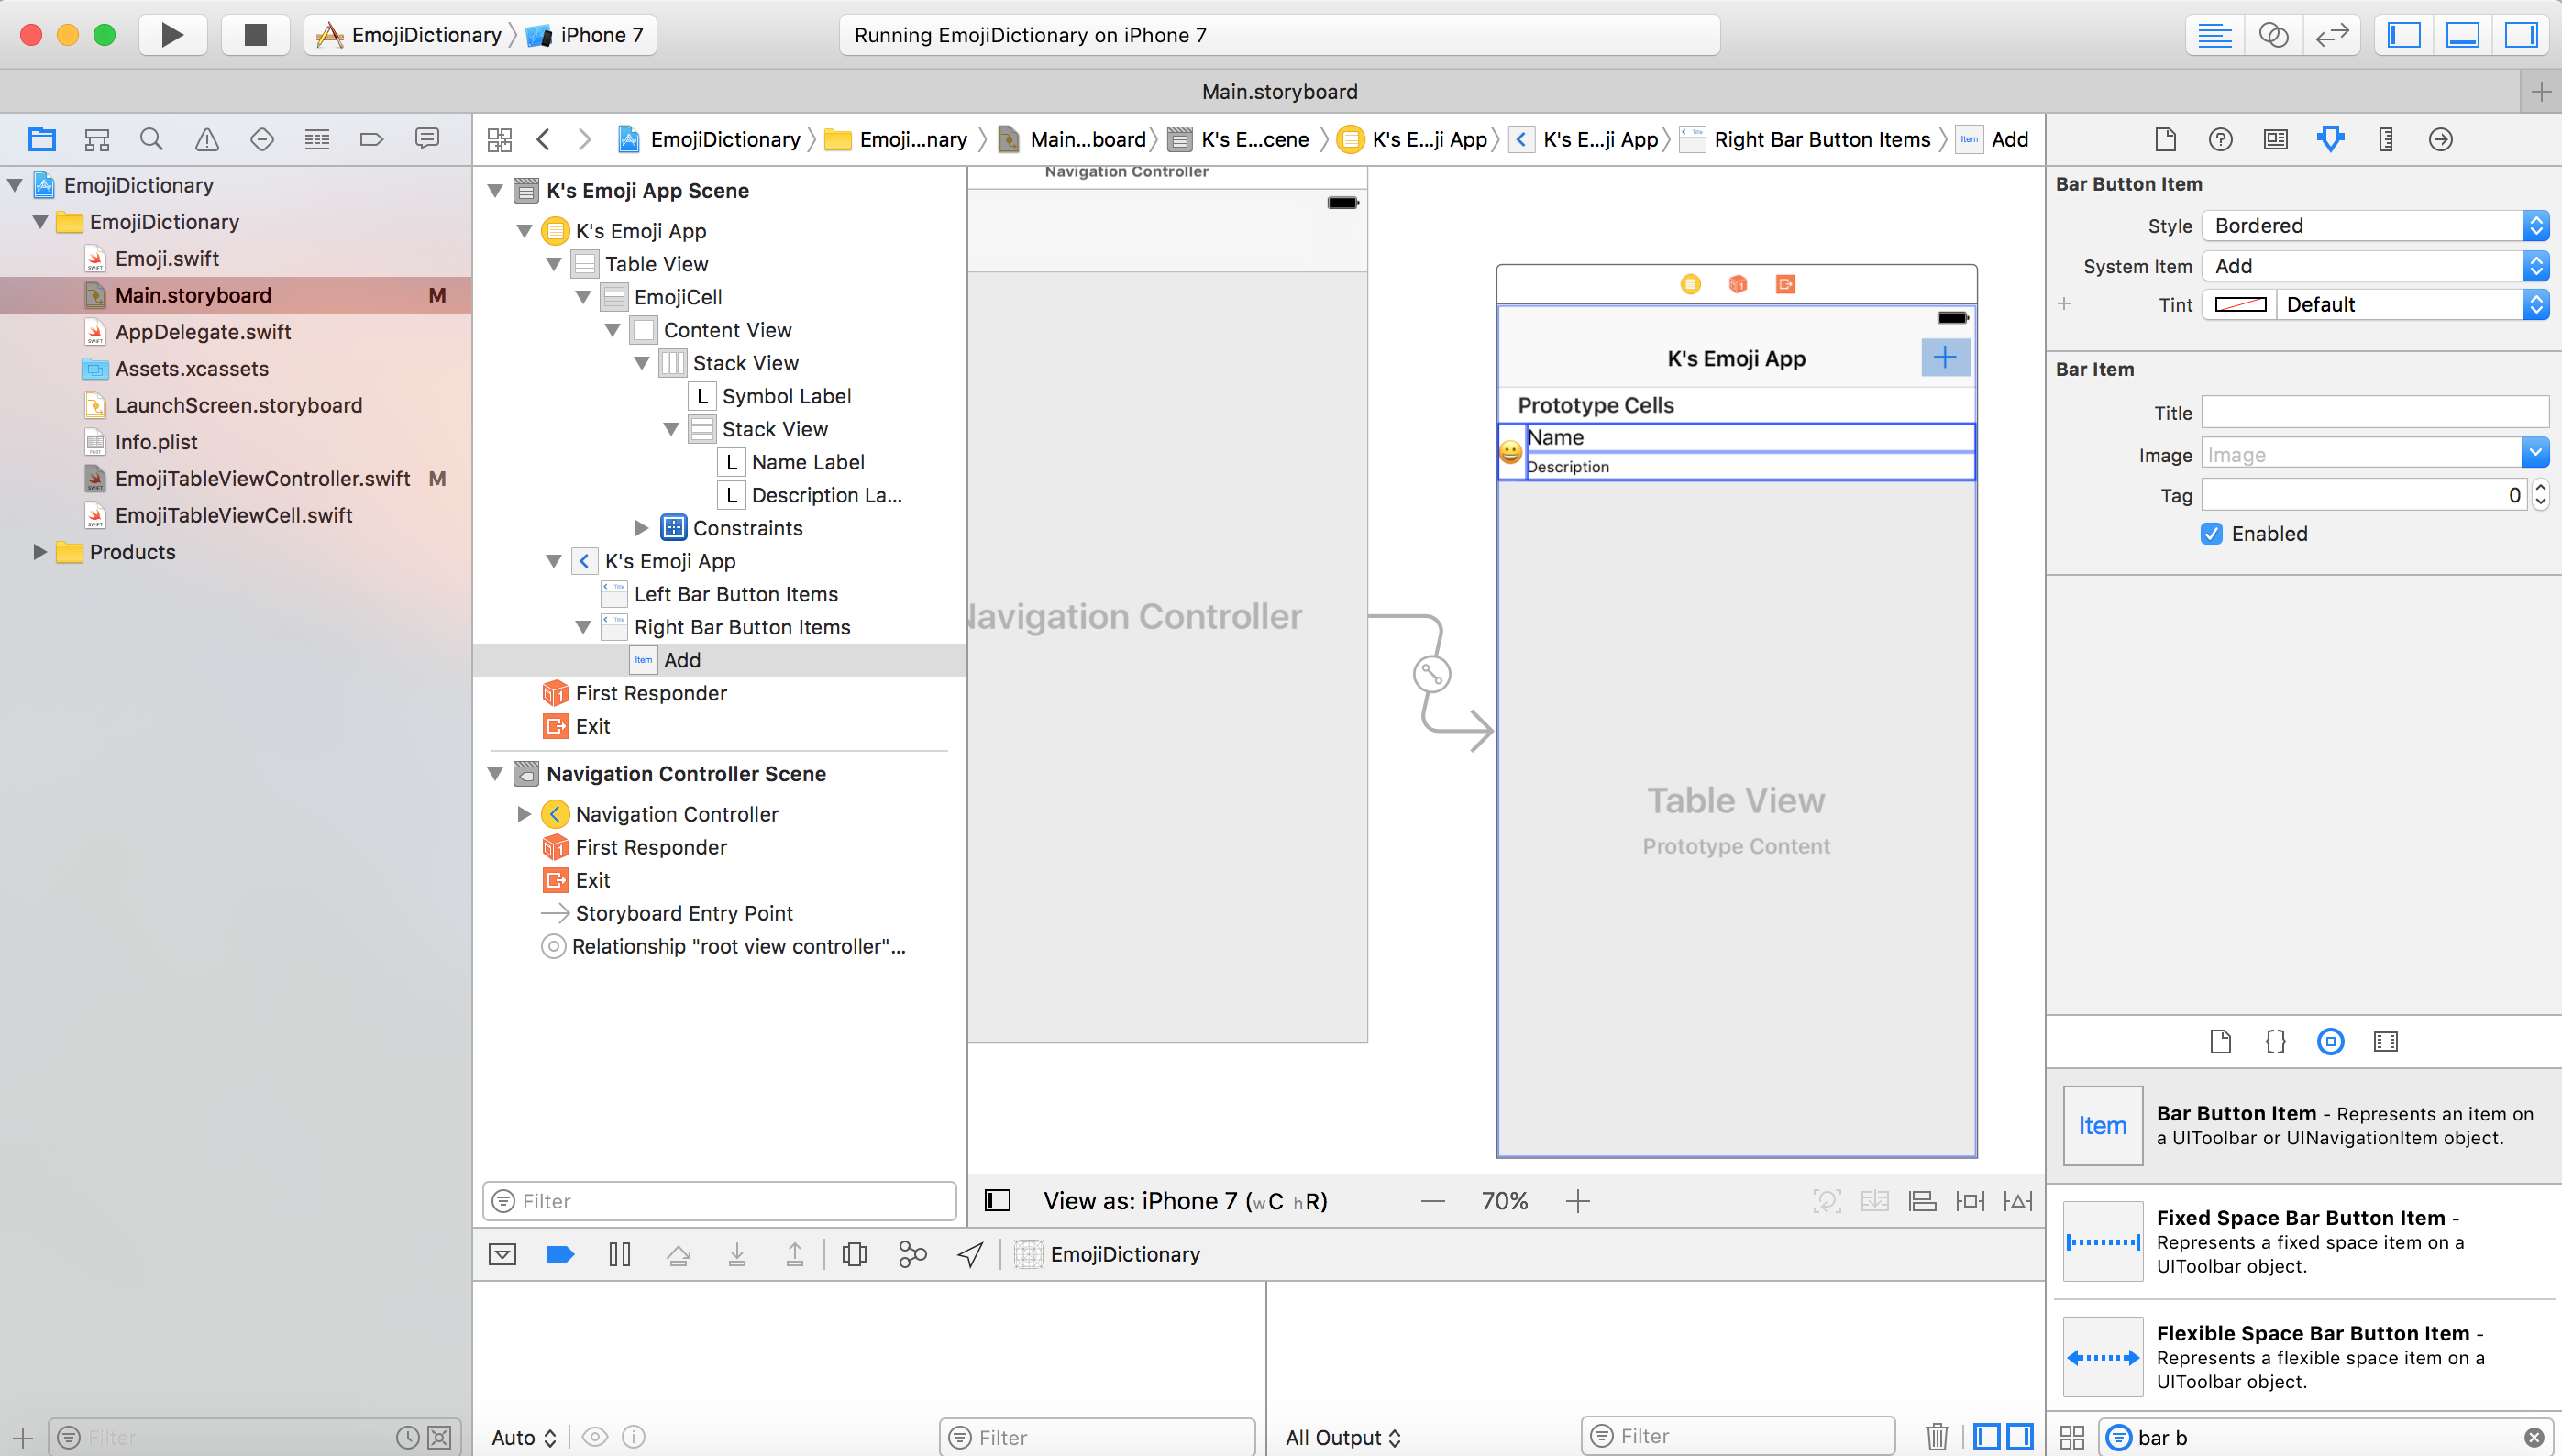 EmojiDictionary iPhone 7
Running EmojiDictionary on iPhone 7
Main.storyboard
EmojiDictionary Emoji...nary Main...board K's E...cene K's E...ji App K's E...ji App Right Bar Button Items Item Add
EmojiDictionary
EmojiDictionary
Emoji.swift
Main.storyboard M
AppDelegate.swift
Assets.xcassets
LaunchScreen.storyboard
Info.plist
EmojiTableViewController.swift M
EmojiTableViewCell.swift
Products
Filter
K's Emoji App Scene
K's Emoji App
Table View
EmojiCell
Content View
Stack View
L Symbol Label
Stack View
L Name Label
L Description La...
Constraints
K's Emoji App
Left Bar Button Items
Right Bar Button Items
Item Add
First Responder
Exit
Navigation Controller Scene
Navigation Controller
First Responder
Exit
Storyboard Entry Point
Relationship "root view controller"...
Filter
Navigation Controller
Navigation Controller
K's Emoji App
Prototype Cells
Name
Description
Table View
Prototype Content
View as: iPhone 7 (wC hR) 70%
EmojiDictionary
Auto Filter
All Output Filter
Bar Button Item
Style Bordered
System Item Add
Tint Default
Bar Item
Title
Image Image
Tag 0
Enabled
Item
Bar Button Item - Represents an item on
a UIToolbar or UINavigationItem object.
Fixed Space Bar Button Item -
Represents a fixed space item on a
UIToolbar object.
Flexible Space Bar Button Item -
Represents a flexible space item on a
UIToolbar object.
bar b